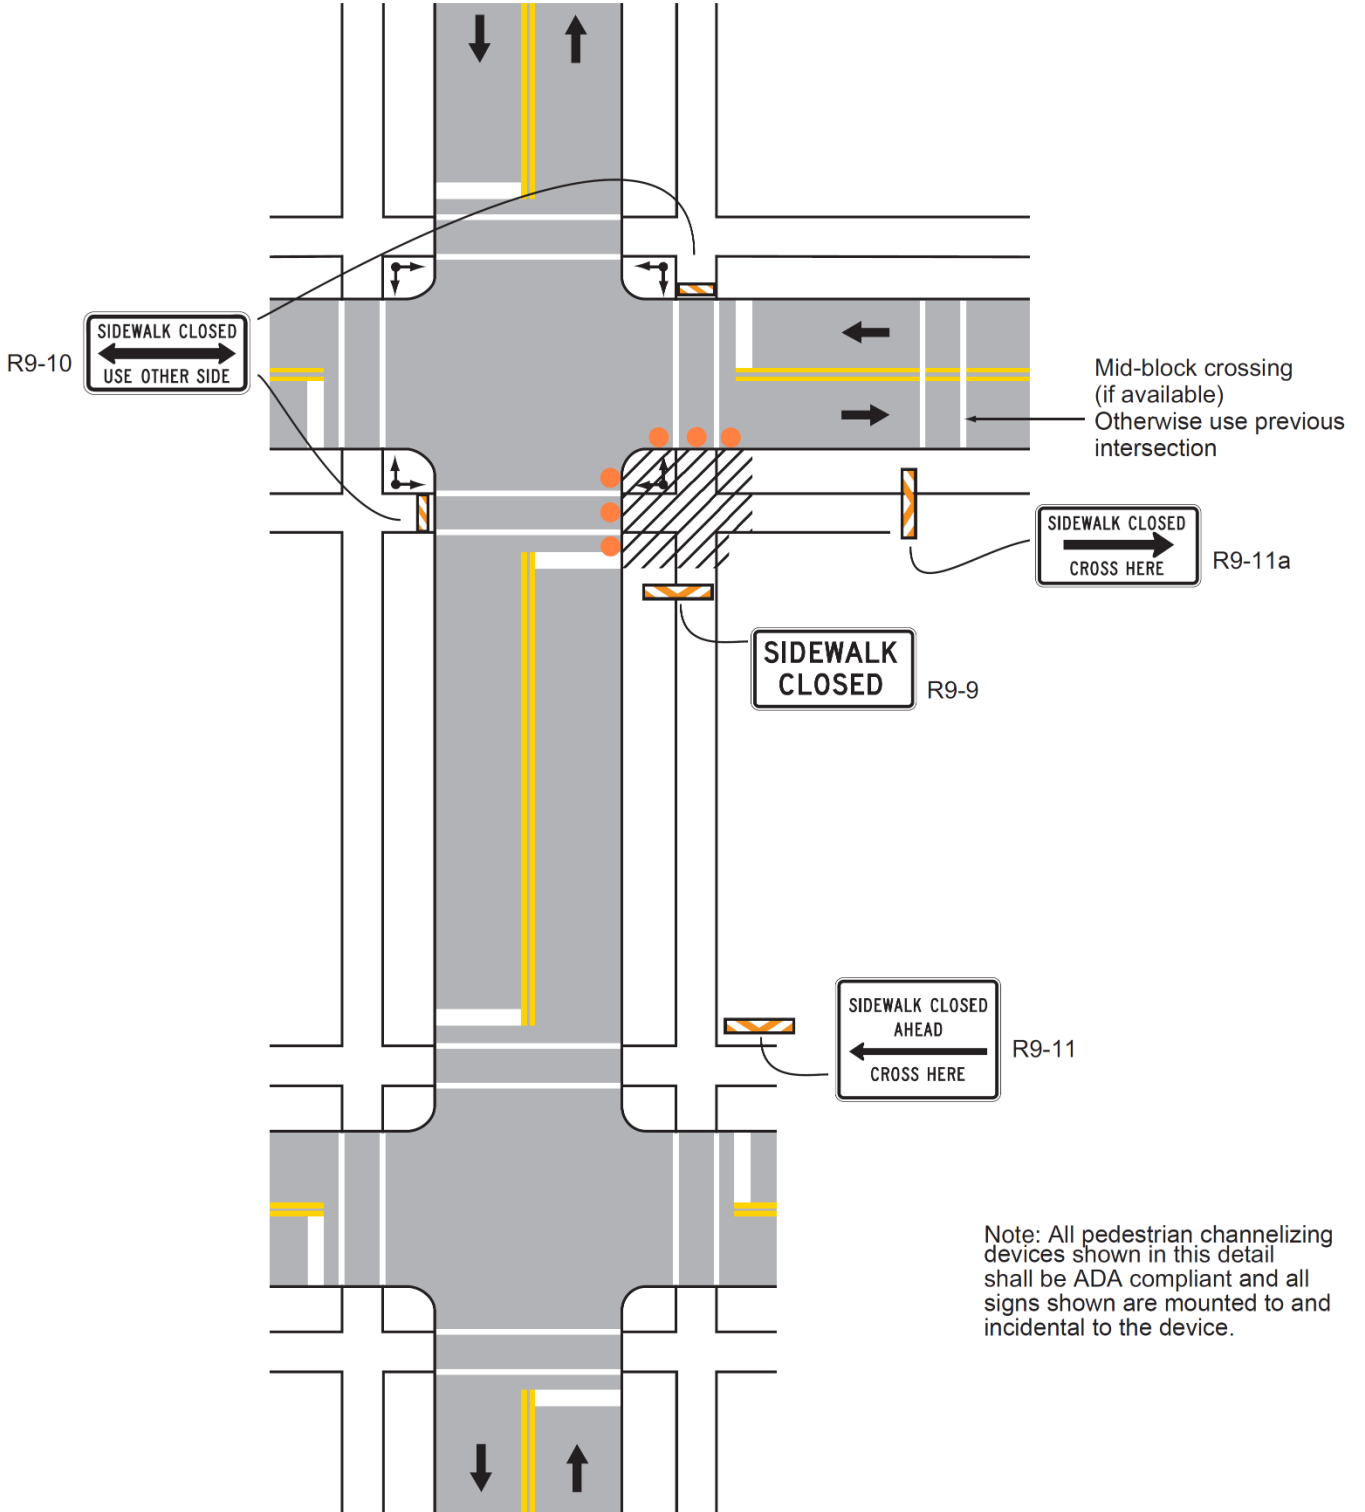 R9-10
SIDEWALK CLOSED
USE OTHER SIDE
Mid-block crossing
(if available)
Otherwise use previous
intersection
SIDEWALK CLOSED
CROSS HERE
R9-11a
SIDEWALK
CLOSED
R9-9
SIDEWALK CLOSED
AHEAD
CROSS HERE
R9-11
Note: All pedestrian channelizing
devices shown in this detail
shall be ADA compliant and all
signs shown are mounted to and
incidental to the device.